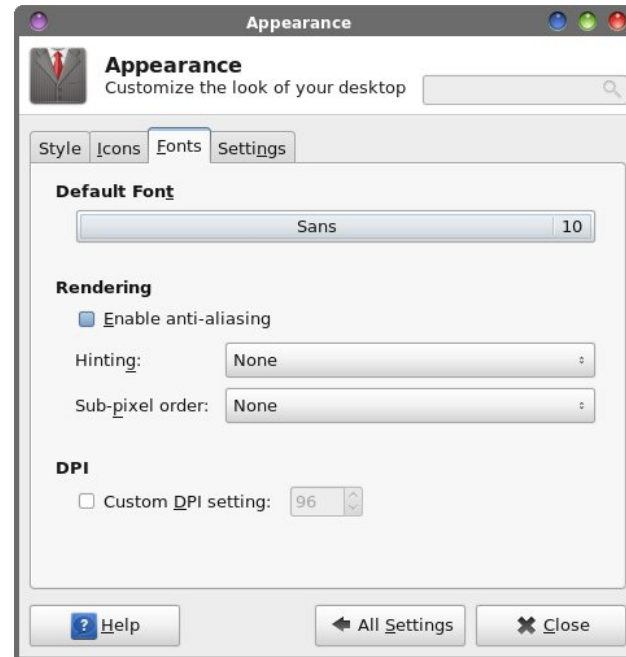 Appearance
Appearance
Customize the look of your desktop
Style Icons Fonts Settings
Default Font
Sans 10
Rendering
Enable anti-aliasing
Hinting: None
Sub-pixel order: None
DPI
Custom DPI setting: 96
? Help All Settings Close